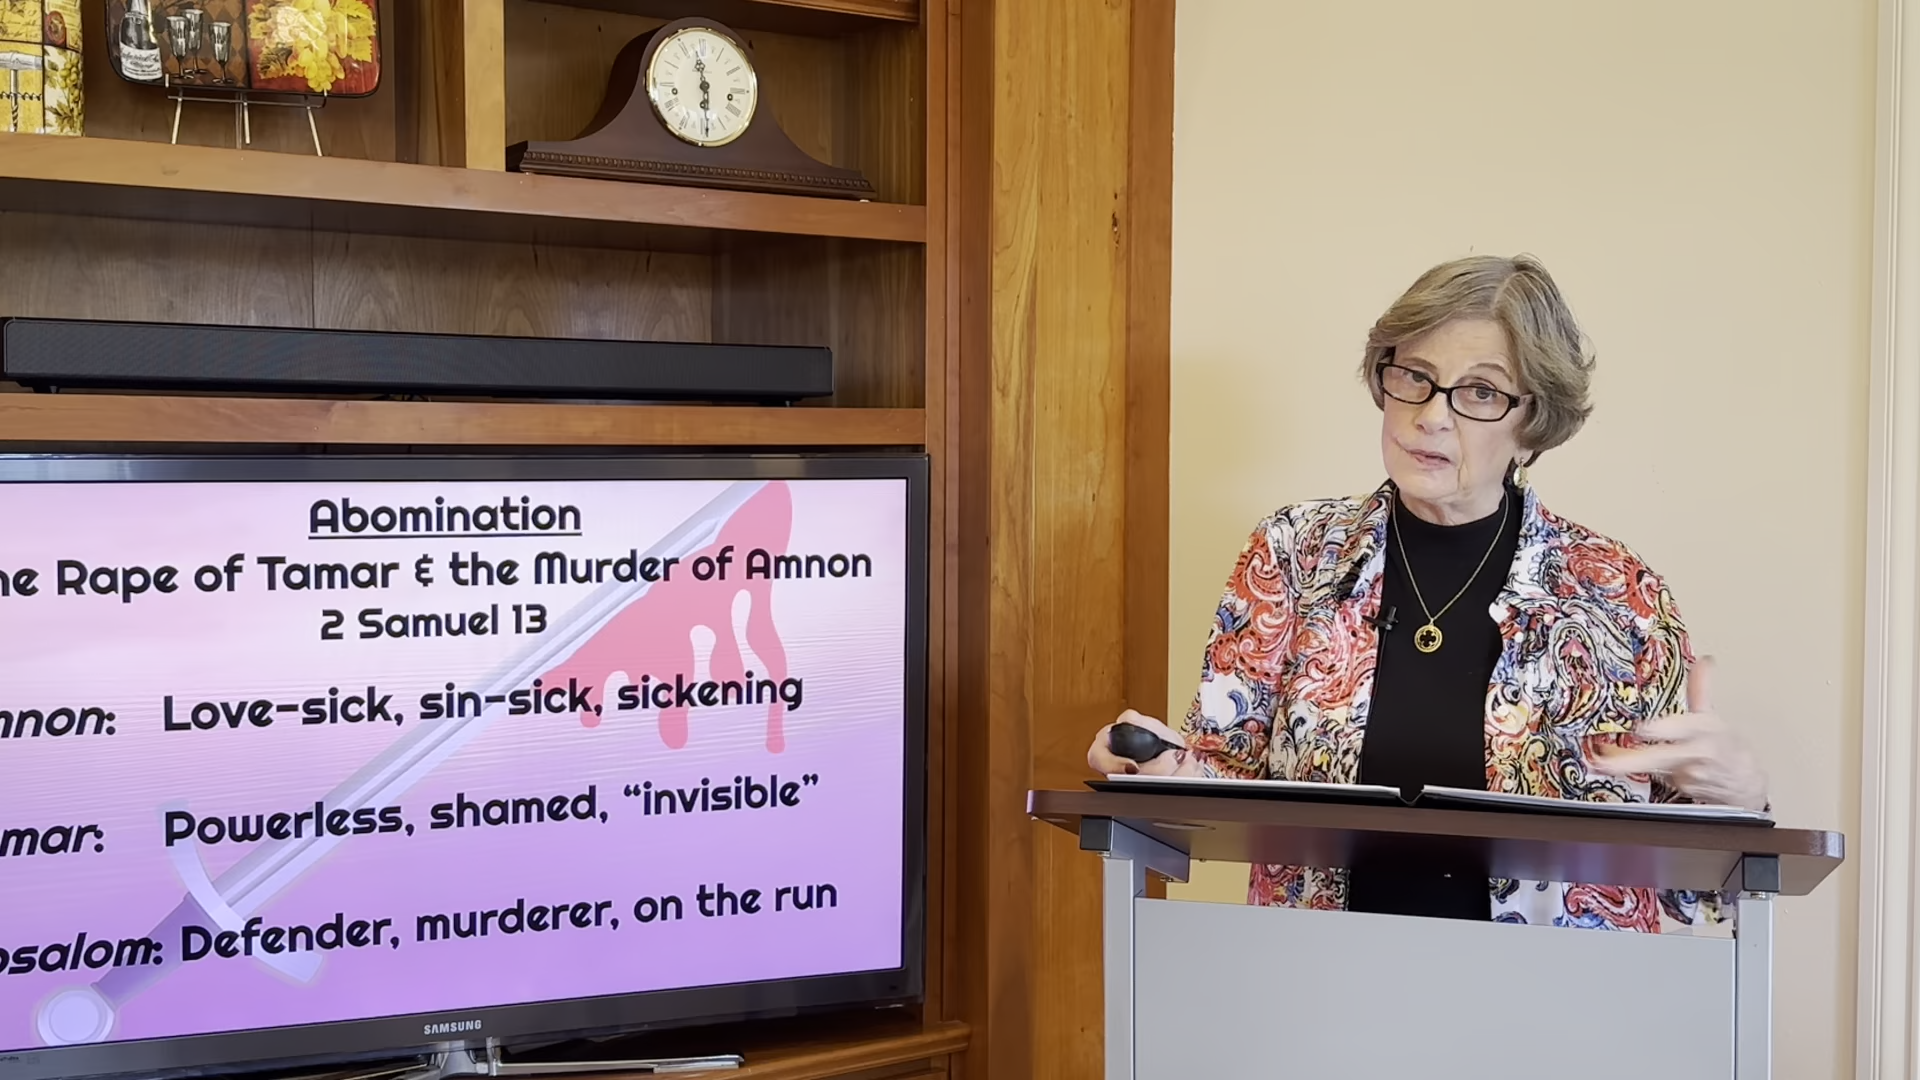 Abomination
he Rape of Tamar & the Murder of Amnon
2 Samuel 13
nnon: Love-sick, sin-sick, sickening
mar: Powerless, shamed, “invisible”
osalom: Defender, murderer, on the run
SAMSUNG